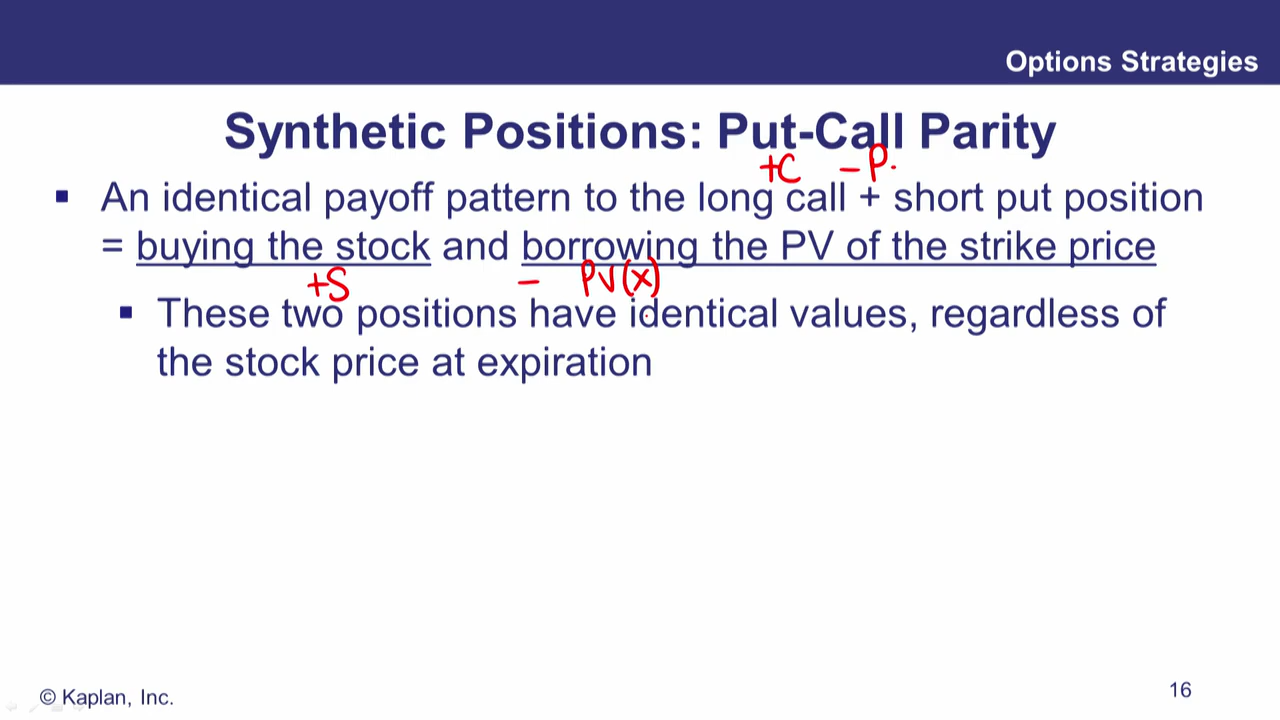 Options Strategies
Synthetic Positions: Put-Call Parity
+C - P.
▪ An identical payoff pattern to the long call + short put position
= buying the stock and borrowing the PV of the strike price
+S - PV(x)
▪ These two positions have identical values, regardless of
the stock price at expiration
© Kaplan, Inc.
16